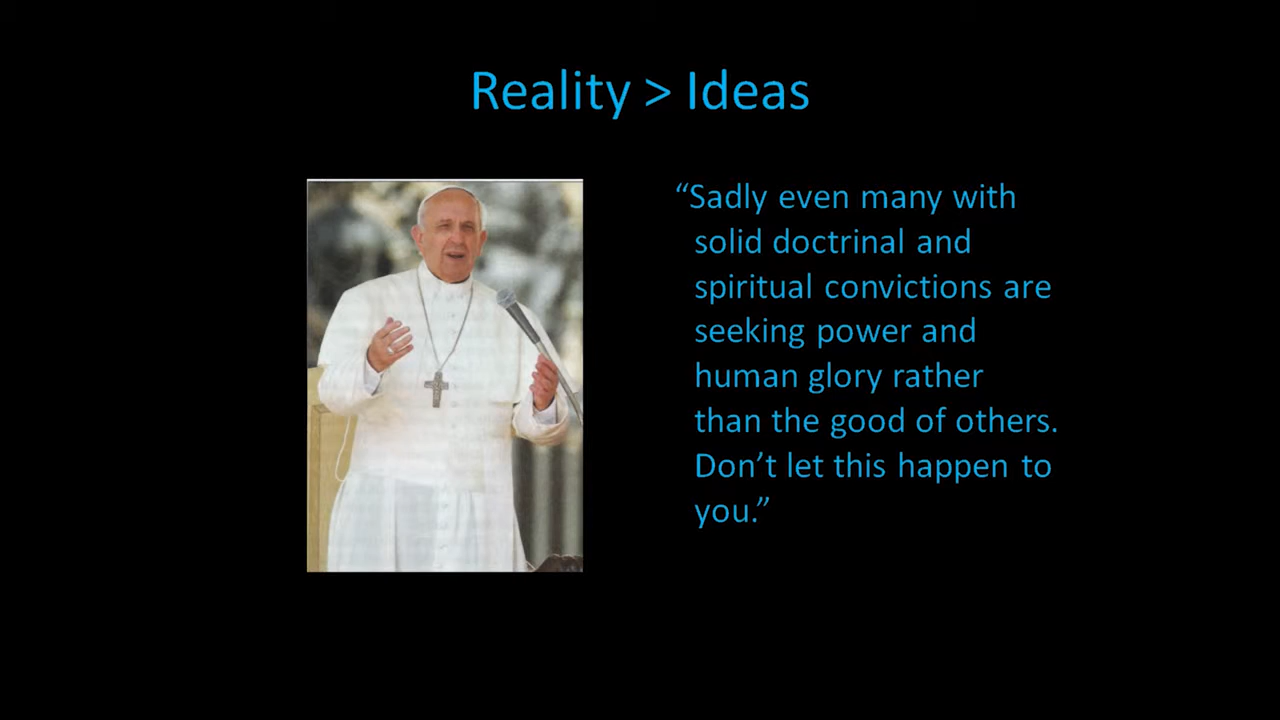 Reality > Ideas
“Sadly even many with
solid doctrinal and
spiritual convictions are
seeking power and
human glory rather
than the good of others.
Don’t let this happen to
you.”